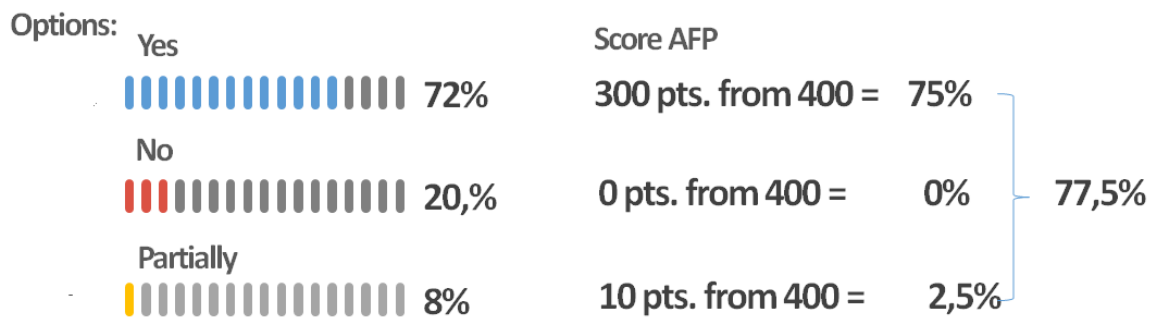 Options:
Yes
Score AFP
72%
300 pts. from 400 = 75%
No
20,%
0 pts. from 400 = 0%
77,5%
Partially
8%
10 pts. from 400 = 2,5%